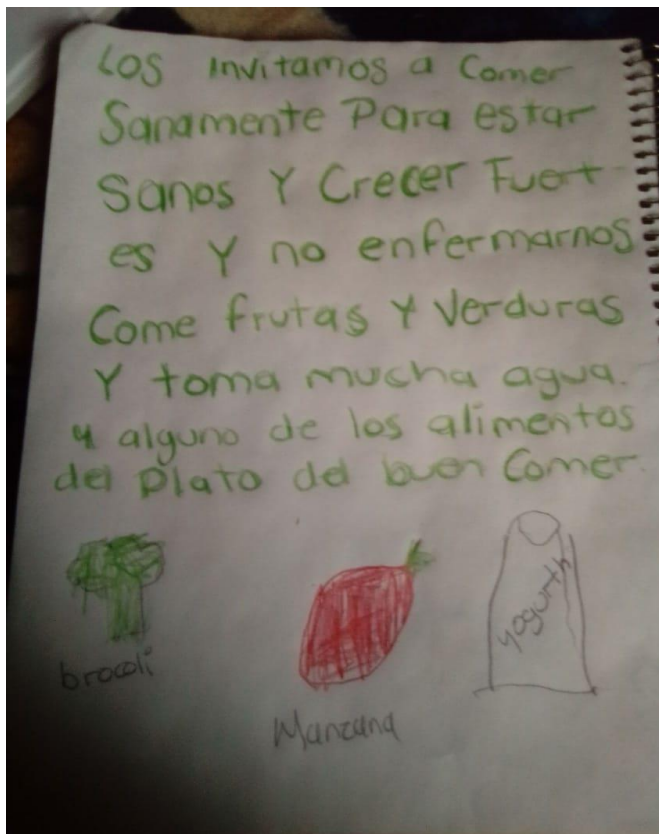 Los invitamos a Comer
Sanamente Para estar
Sanos Y Crecer Fuert
es Y no enfermarnos
Come frutas Y Verduras
Y toma mucha agua.
y alguno de los alimentos
del Plato del buen Comer.
brocoli
Manzana
yogurth